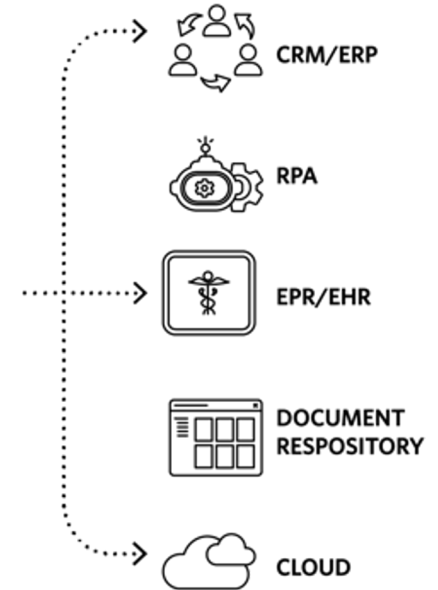 CRM/ERP
RPA
EPR/EHR
DOCUMENT
RESPOSITORY
CLOUD